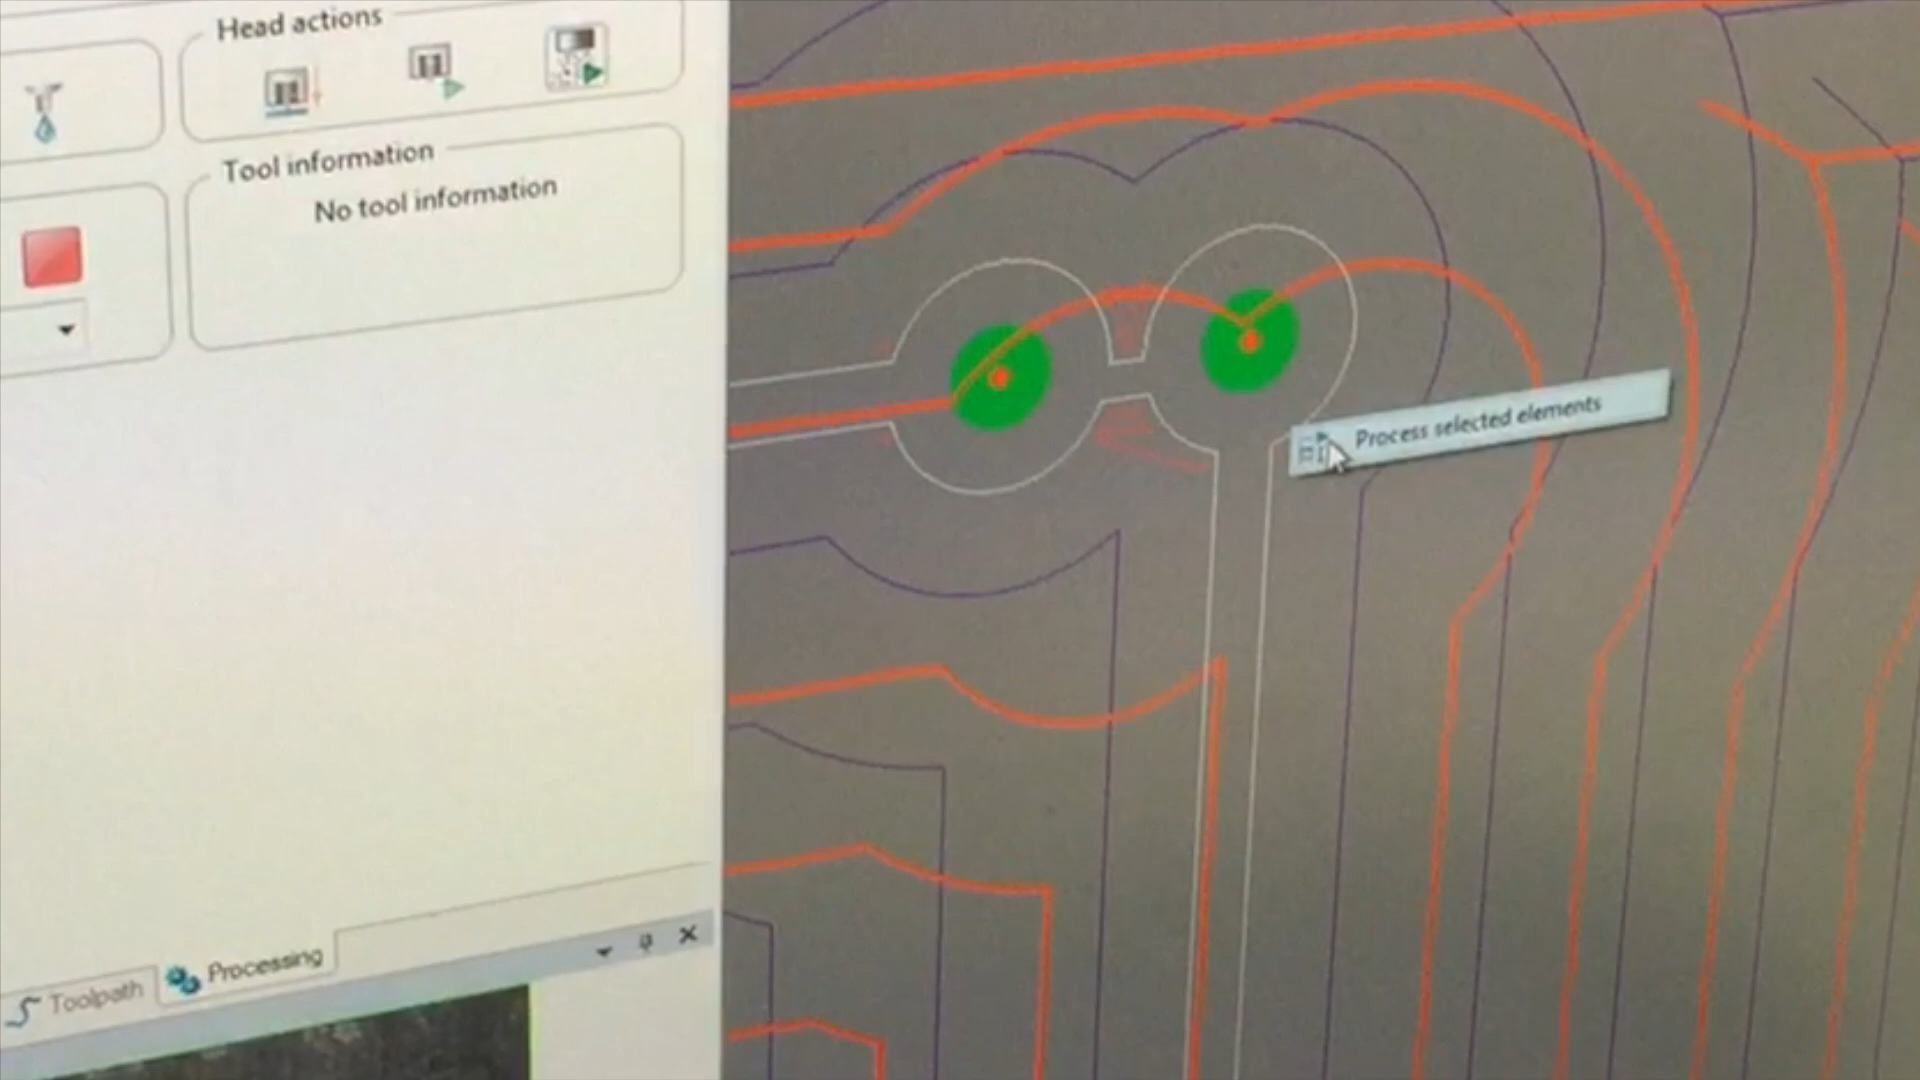 Head actions
Tool information
No tool information
Process selected elements
Toolpath
Processing